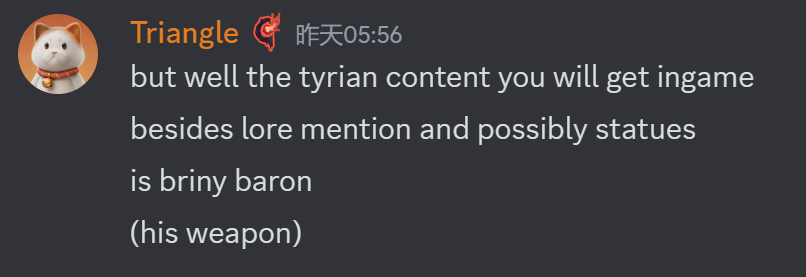 Triangle 昨天05:56
but well the tyrian content you will get ingame
besides lore mention and possibly statues
is briny baron
(his weapon)